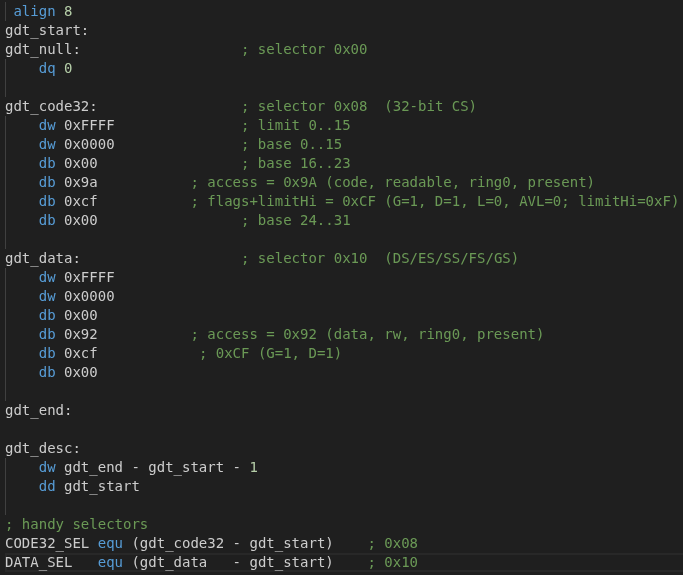 align 8
gdt_start:
gdt_null:                   ; selector 0x00
    dq 0

gdt_code32:                 ; selector 0x08  (32-bit CS)
    dw 0xFFFF               ; limit 0..15
    dw 0x0000               ; base 0..15
    db 0x00                 ; base 16..23
    db 0x9a           ; access = 0x9A (code, readable, ring0, present)
    db 0xcf           ; flags+limitHi = 0xCF (G=1, D=1, L=0, AVL=0; limitHi=0xF)
    db 0x00                 ; base 24..31

gdt_data:                   ; selector 0x10  (DS/ES/SS/FS/GS)
    dw 0xFFFF
    dw 0x0000
    db 0x00
    db 0x92           ; access = 0x92 (data, rw, ring0, present)
    db 0xcf            ; 0xCF (G=1, D=1)
    db 0x00

gdt_end:

gdt_desc:
    dw gdt_end - gdt_start - 1
    dd gdt_start

; handy selectors
CODE32_SEL equ (gdt_code32 - gdt_start)    ; 0x08
DATA_SEL   equ (gdt_data   - gdt_start)    ; 0x10